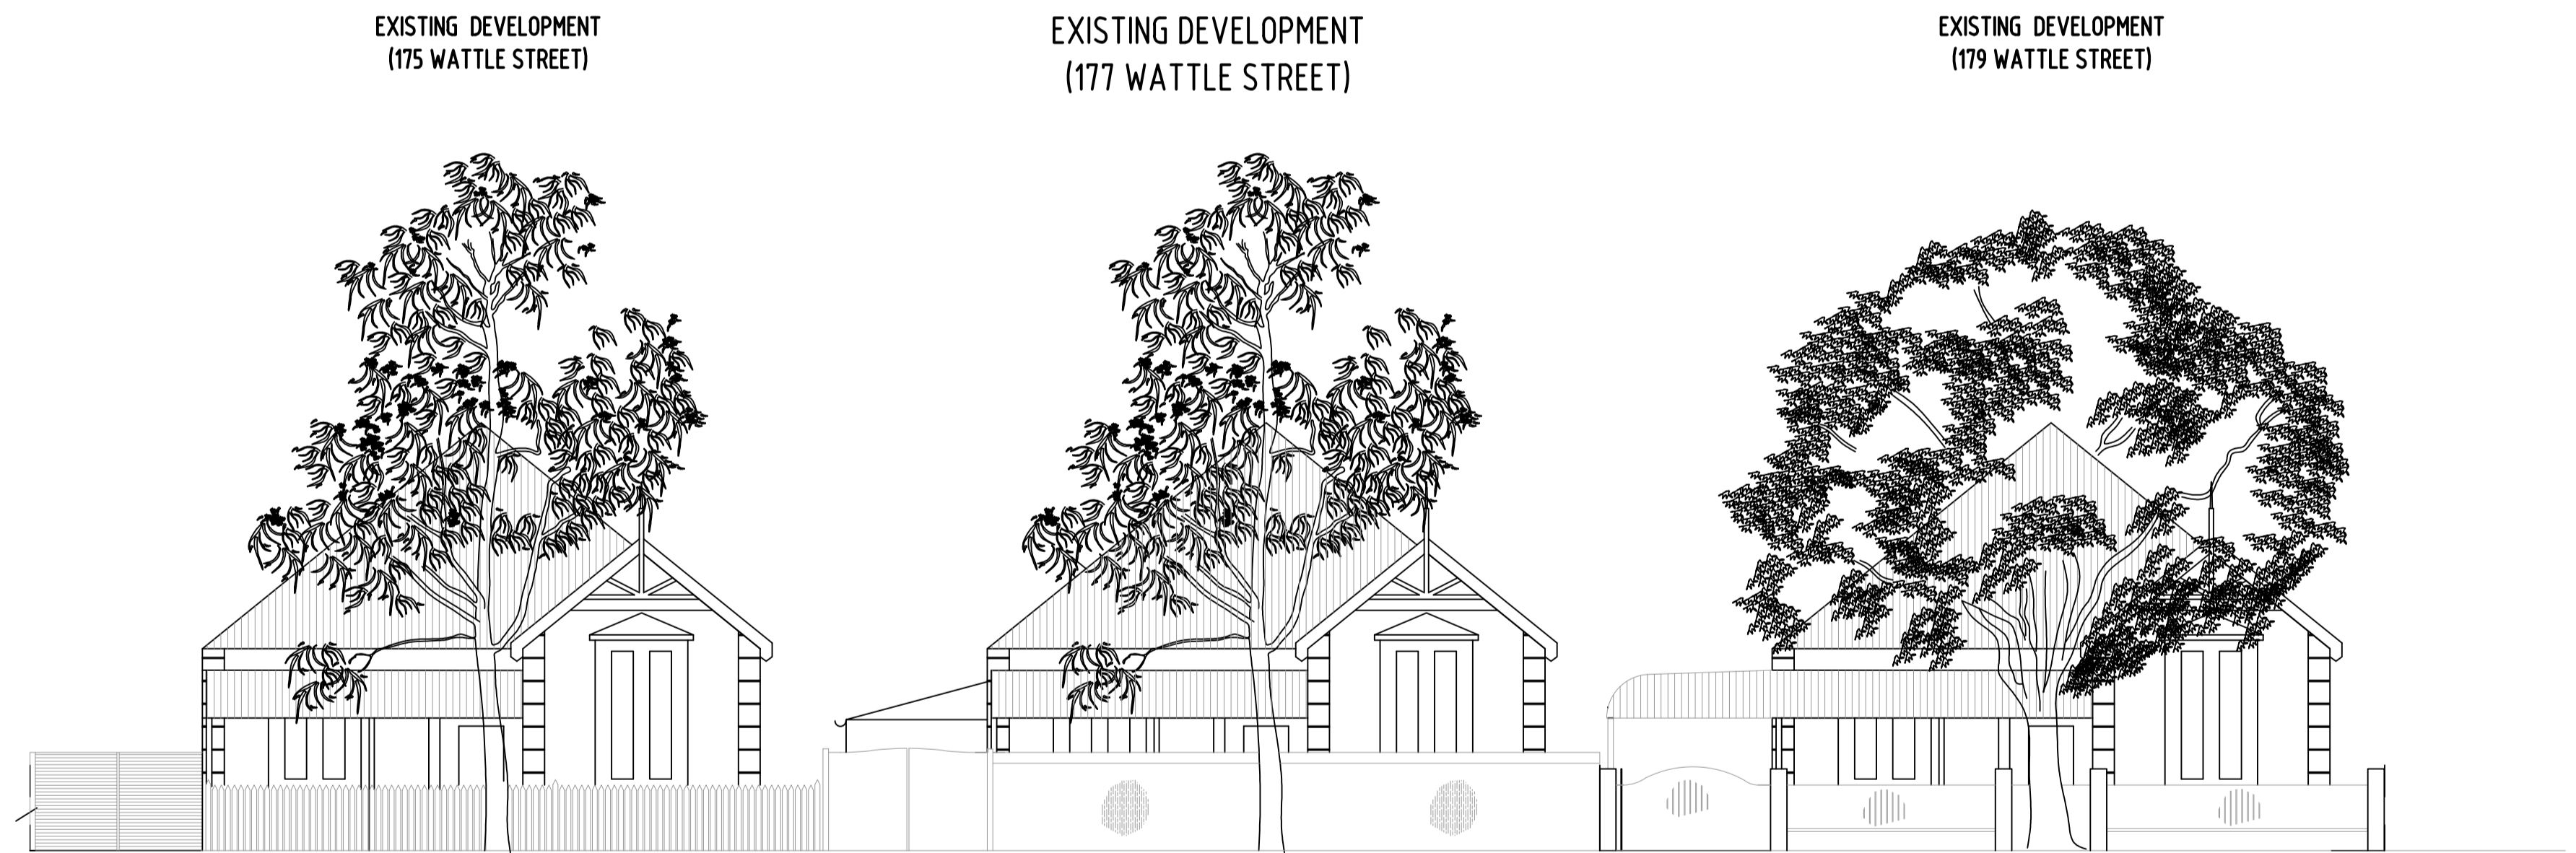 EXISTING DEVELOPMENT
(175 WATTLE STREET)
EXISTING DEVELOPMENT
(177 WATTLE STREET)
EXISTING DEVELOPMENT
(179 WATTLE STREET)